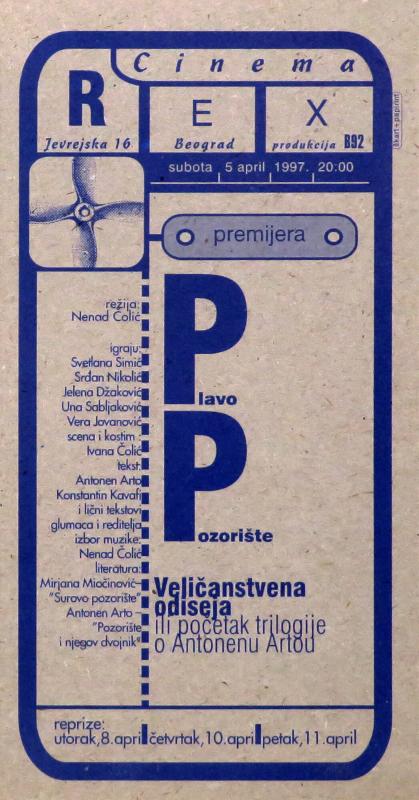 Cinema
R E X
Jevrejska 16 Beograd produkcija B92
škart+papirint
subota 5 april 1997. 20:00
premijera
Plavo
Pozorište
režija:
Nenad Čolić
igraju:
Svetlana Simić
Srdan Nikolić
Jelena Džaković
Una Sabljaković
Vera Jovanović
scena i kostim :
Ivana Čolić
tekst:
Antonen Arto
Konstantin Kavafi
i lični tekstovi
glumaca i reditelja
izbor muzike:
Nenad Čolić
literatura:
Mirjana Miočinović–
"Surovo pozorište"
Antonen Arto –
"Pozorište
i njegov dvojnik"
Veličanstvena
odiseja
ili početak trilogije
o Antonenu Artou
reprize:
utorak,8.april četvrtak,10.april petak,11.april